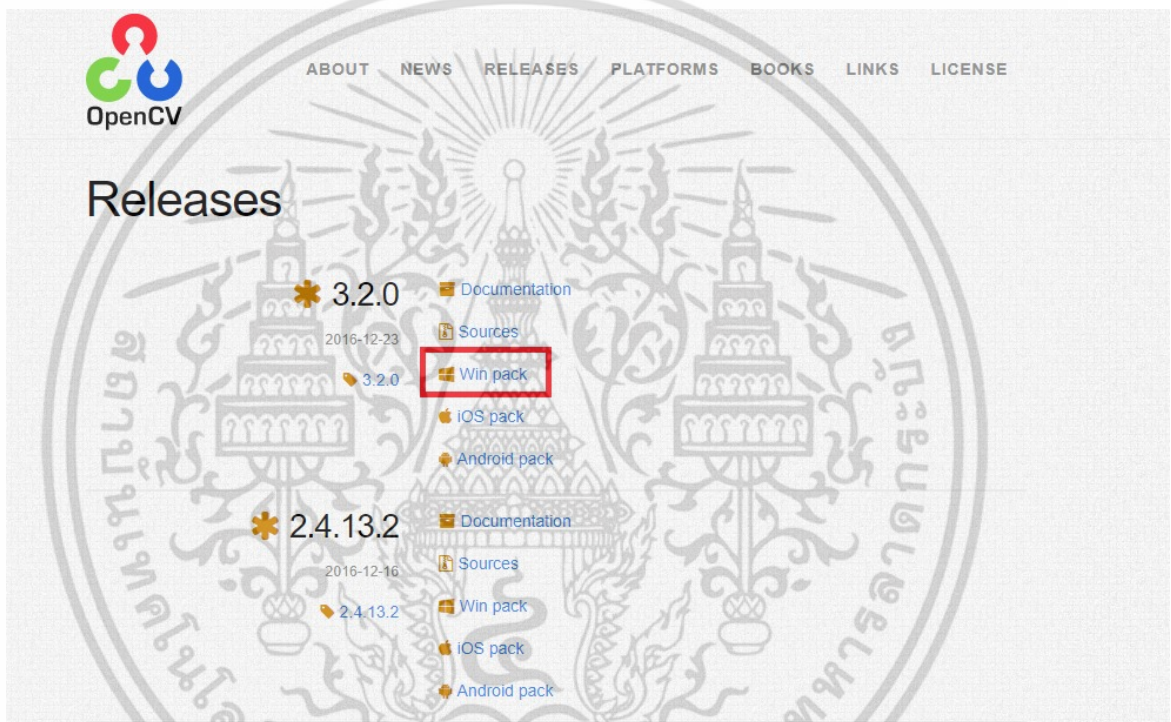 OpenCV
ABOUT NEWS RELEASES PLATFORMS BOOKS LINKS LICENSE
Releases
3.2.0
2016-12-23
3.2.0
Documentation
Sources
Win pack
iOS pack
Android pack
2.4.13.2
2016-12-16
2.4.13.2
Documentation
Sources
Win pack
iOS pack
Android pack